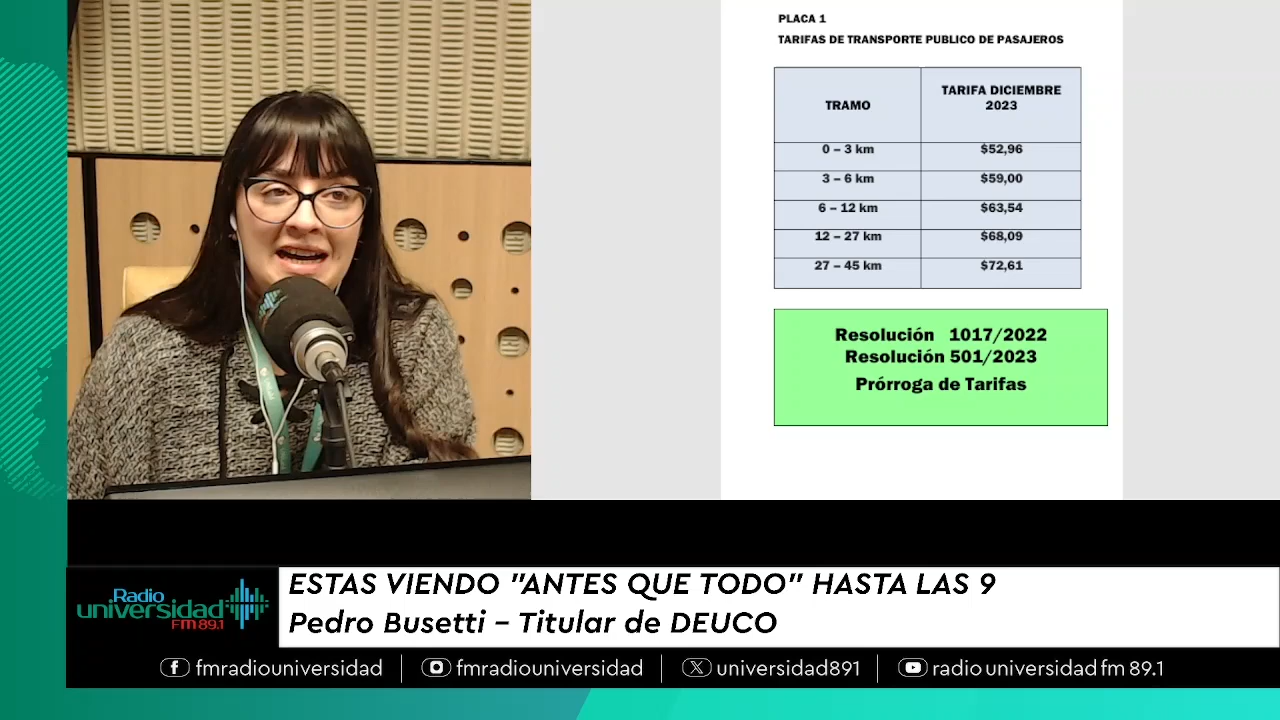 PLACA 1
TARIFAS DE TRANSPORTE PUBLICO DE PASAJEROS
TRAMO
TARIFA DICIEMBRE
2023
0 – 3 km $52,96
3 – 6 km $59,00
6 – 12 km $63,54
12 – 27 km $68,09
27 – 45 km $72,61
Resolución 1017/2022
Resolución 501/2023
Prórroga de Tarifas
Radio
universidad
FM 89.1
ESTAS VIENDO "ANTES QUE TODO" HASTA LAS 9
Pedro Busetti – Titular de DEUCO
fmradiouniversidad
fmradiouniversidad
universidad891
radio universidad fm 89.1